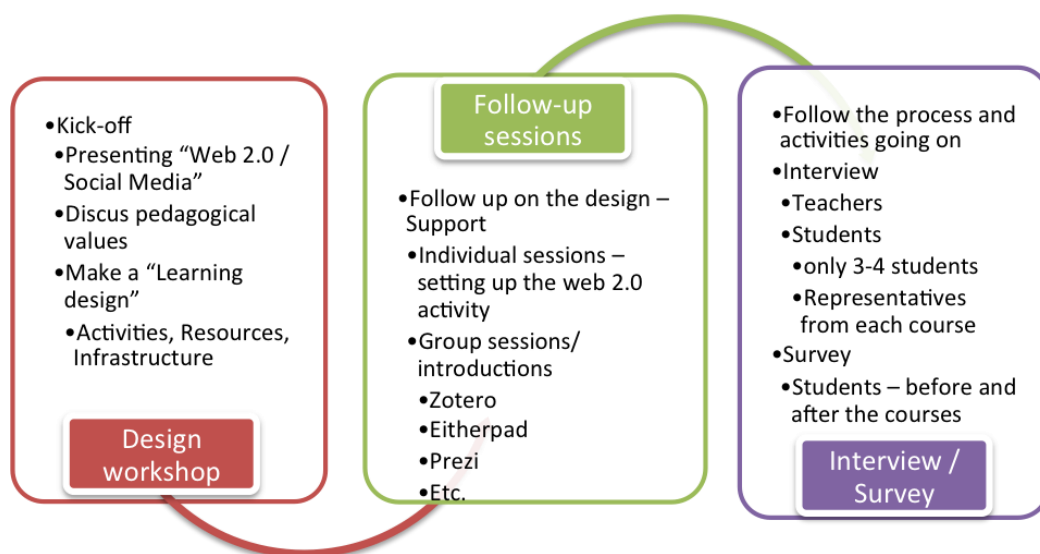 •Kick-off
•Presenting “Web 2.0 /
Social Media”
•Discus pedagogical
values
•Make a “Learning
design”
•Activities, Resources,
Infrastructure
Design
workshop
Follow-up
sessions
•Follow up on the design –
Support
•Individual sessions –
setting up the web 2.0
activity
•Group sessions/
introductions
•Zotero
•Eitherpad
•Prezi
•Etc.
•Follow the process and
activities going on
•Interview
•Teachers
•Students
•only 3-4 students
•Representatives
from each course
•Survey
•Students – before and
after the courses
Interview /
Survey